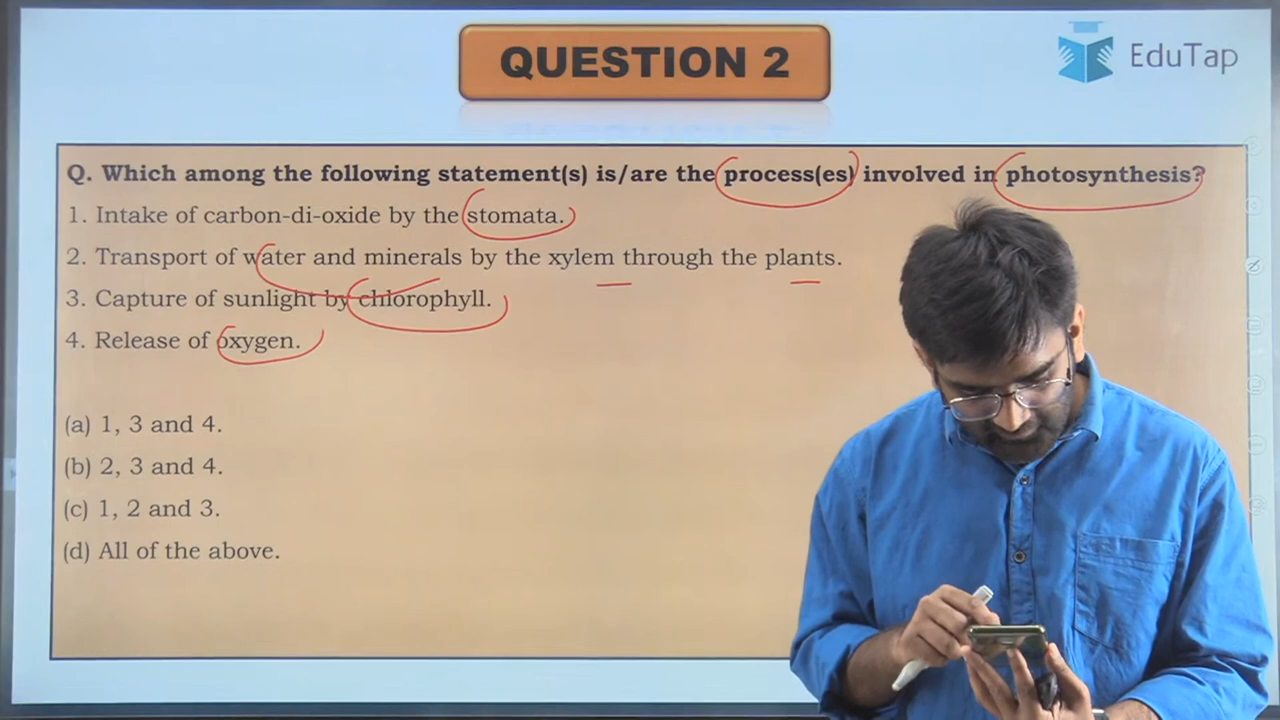 QUESTION 2
EduTap
Q. Which among the following statement(s) is/are the process(es) involved in photosynthesis?
1. Intake of carbon-di-oxide by the stomata.
2. Transport of water and minerals by the xylem through the plants.
3. Capture of sunlight by chlorophyll.
4. Release of oxygen.
(a) 1, 3 and 4.
(b) 2, 3 and 4.
(c) 1, 2 and 3.
(d) All of the above.